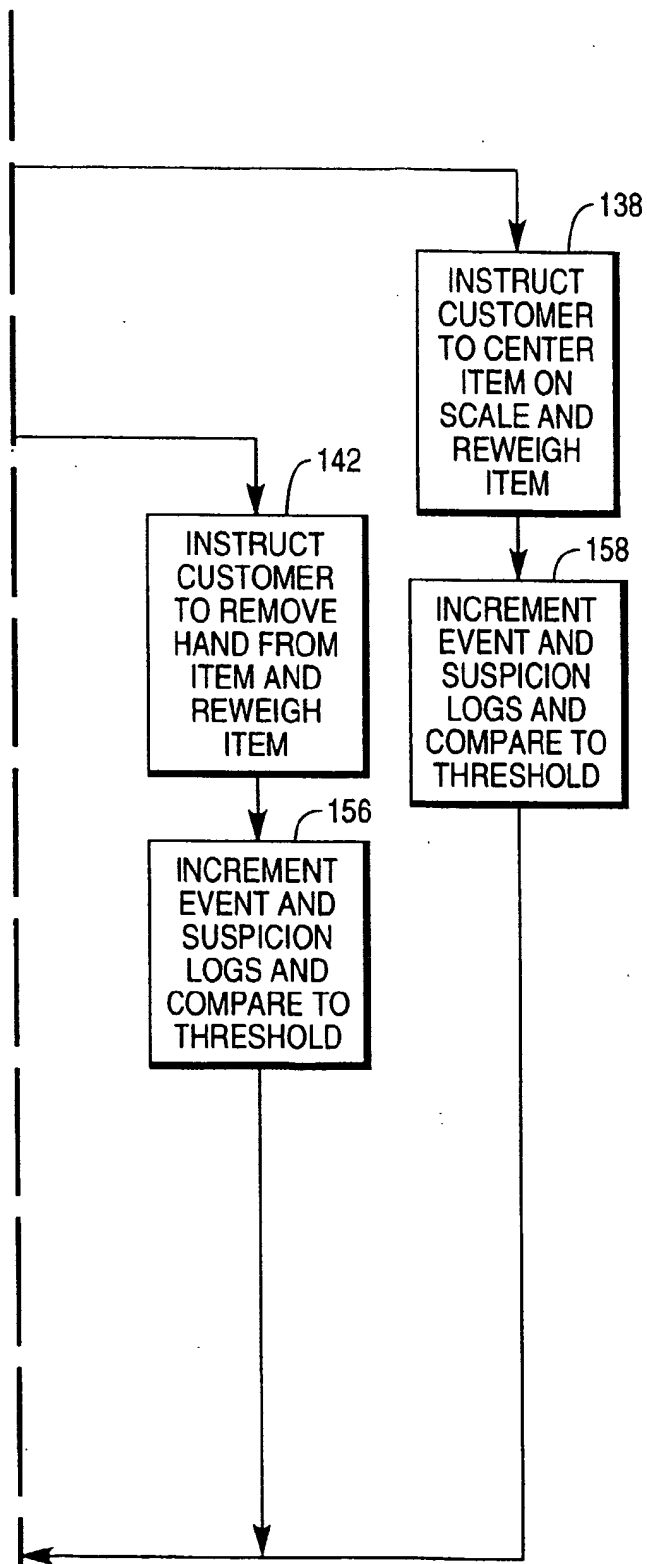 138
INSTRUCT
CUSTOMER
TO CENTER
ITEM ON
SCALE AND
REWEIGH
ITEM
142
INSTRUCT
CUSTOMER
TO REMOVE
HAND FROM
ITEM AND
REWEIGH
ITEM
158
INCREMENT
EVENT AND
SUSPICION
LOGS AND
COMPARE TO
THRESHOLD
156
INCREMENT
EVENT AND
SUSPICION
LOGS AND
COMPARE TO
THRESHOLD